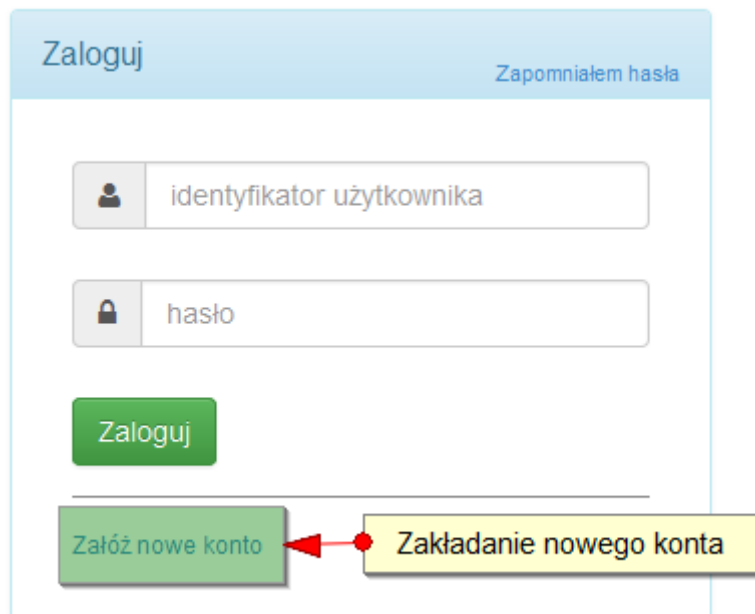 Zaloguj
Zapomniałem hasła
identyfikator użytkownika
hasło
Zaloguj
Załóż nowe konto
Zakładanie nowego konta